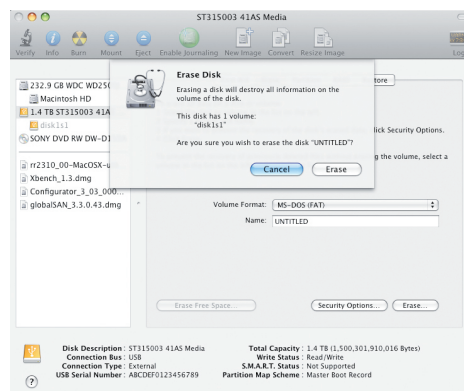 ST315003 41AS Media
Verify Info Burn Mount Eject Enable Journaling New Image Convert Resize Image Log
232.9 GB WDC WD250
Macintosh HD
1.4 TB ST315003 41A
disk1s1
SONY DVD RW DW-D1
rr2310_00-MacOSX-u
Xbench_1.3.dmg
Configurator_3_03_000...
globalSAN_3.3.0.43.dmg
Erase Disk
Erasing a disk will destroy all information on the
volume of the disk.
This disk has 1 volume:
"disk1s1"
Are you sure you wish to erase the disk "UNTITLED"?
Cancel Erase
tore
lick Security Options.
g the volume, select a
Volume Format: MS-DOS (FAT)
Name: UNTITLED
Erase Free Space... Security Options... Erase...
Disk Description : ST315003 41AS Media
Connection Bus : USB
Connection Type : External
USB Serial Number : ABCDEF0123456789
Total Capacity : 1.4 TB (1,500,301,910,016 Bytes)
Write Status : Read/Write
S.M.A.R.T. Status : Not Supported
Partition Map Scheme : Master Boot Record
?